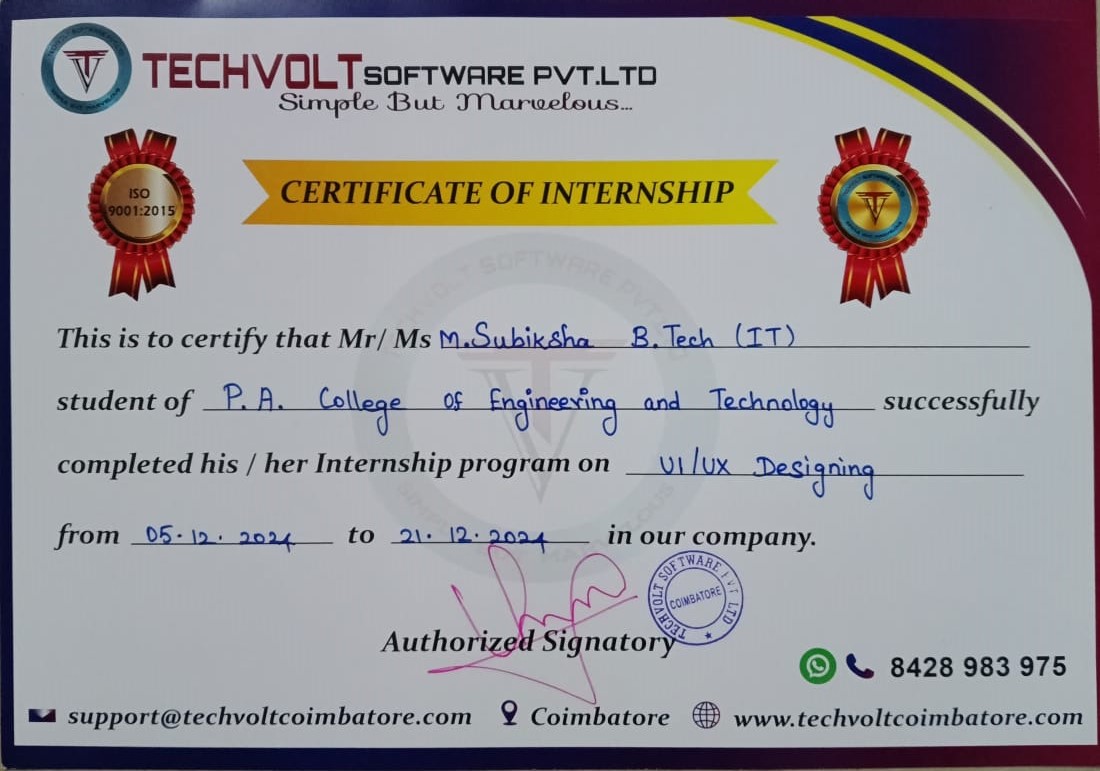 TECHVOLT SOFTWARE PVT.LTD
Simple But Marvelous...
ISO
9001:2015
CERTIFICATE OF INTERNSHIP
This is to certify that Mr/ Ms M.Subiksha B.Tech (IT)
student of P.A. College of Engineering and Technology successfully
completed his / her Internship program on UI/UX Designing
from 05.12.2024 to 21.12.2024 in our company.
TECHVOLT SOFTWARE PVT LTD
COIMBATORE
Authorized Signatory
8428 983 975
support@techvoltcoimbatore.com Coimbatore www.techvoltcoimbatore.com